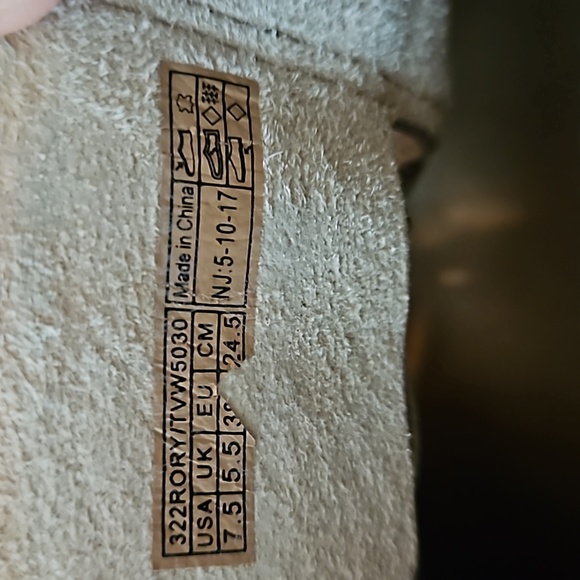 322RORY/TVW5030
Made in China
USA UK EU CM
7.5 5.5 24.5
NJ:5-10-17